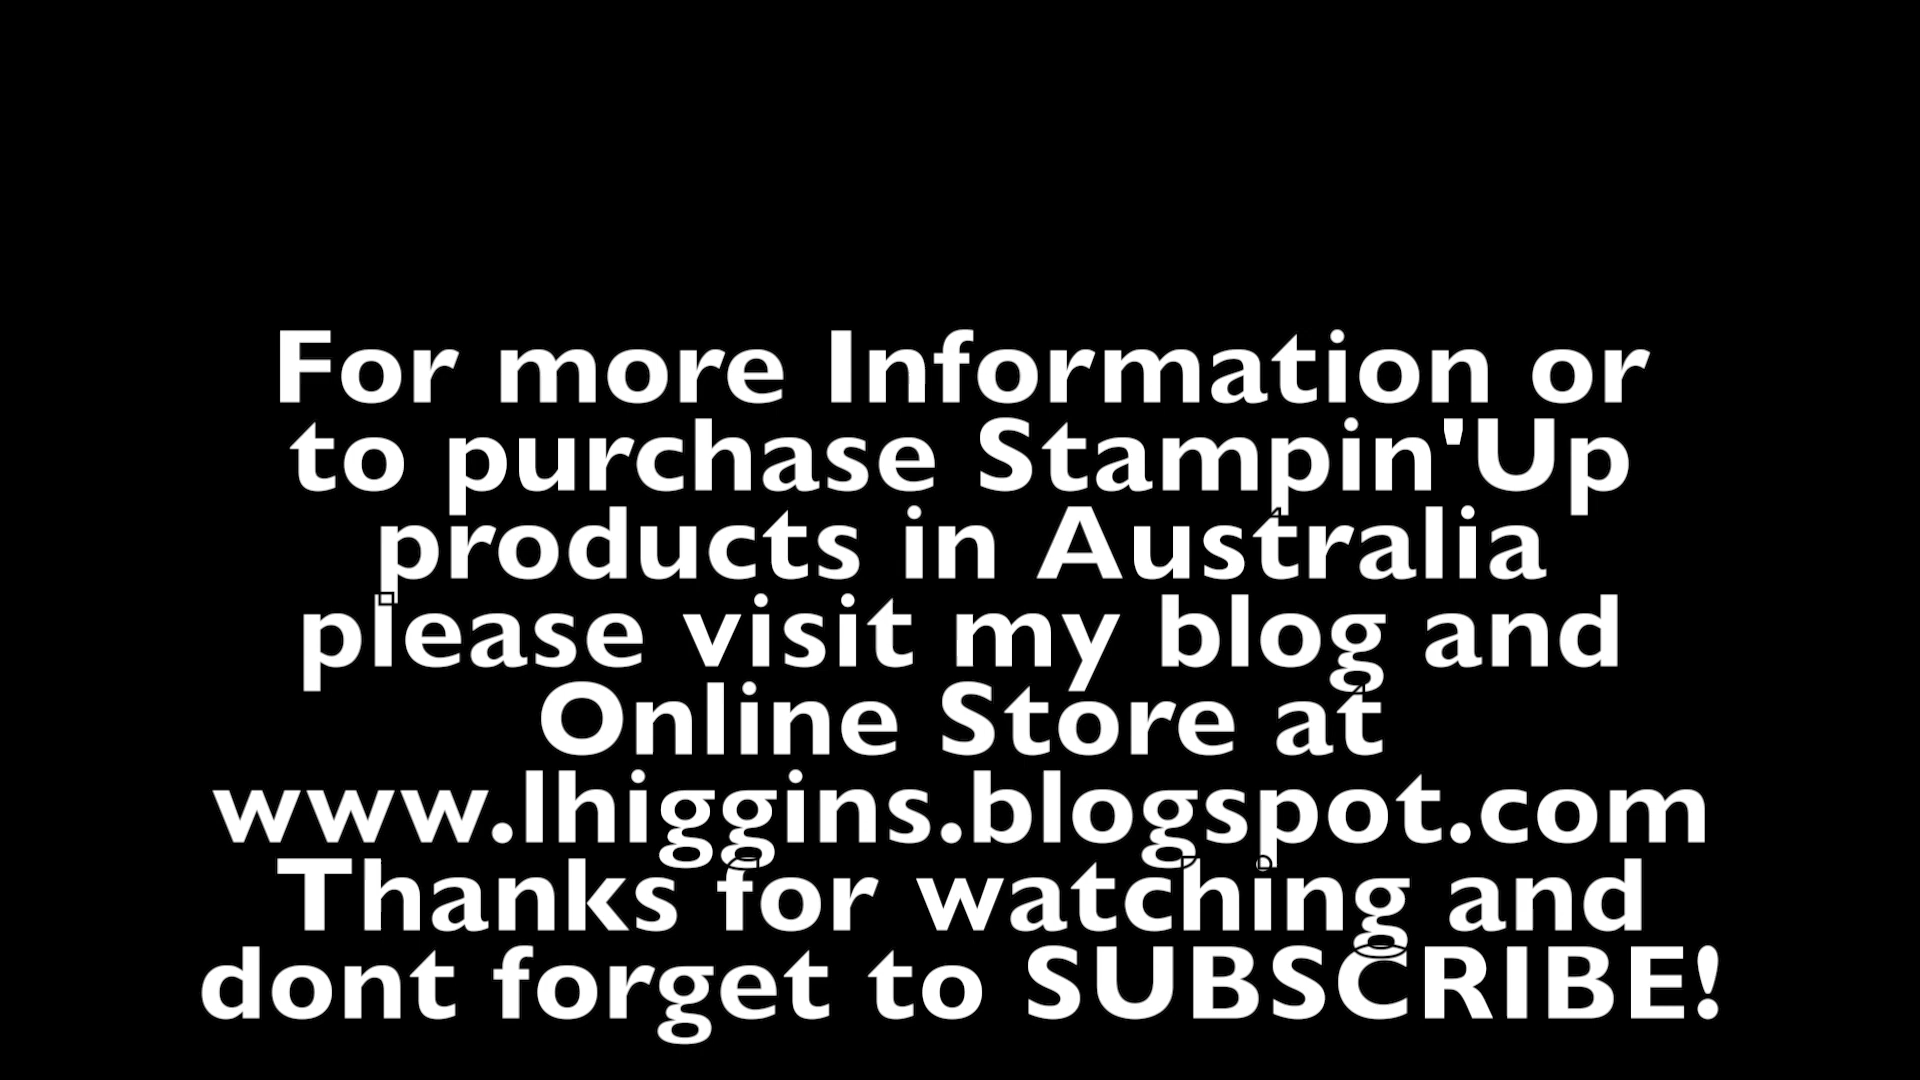 For more Information or
to purchase Stampin'Up
products in Australia
please visit my blog and
Online Store at
www.lhiggins.blogspot.com
Thanks for watching and
dont forget to SUBSCRIBE!